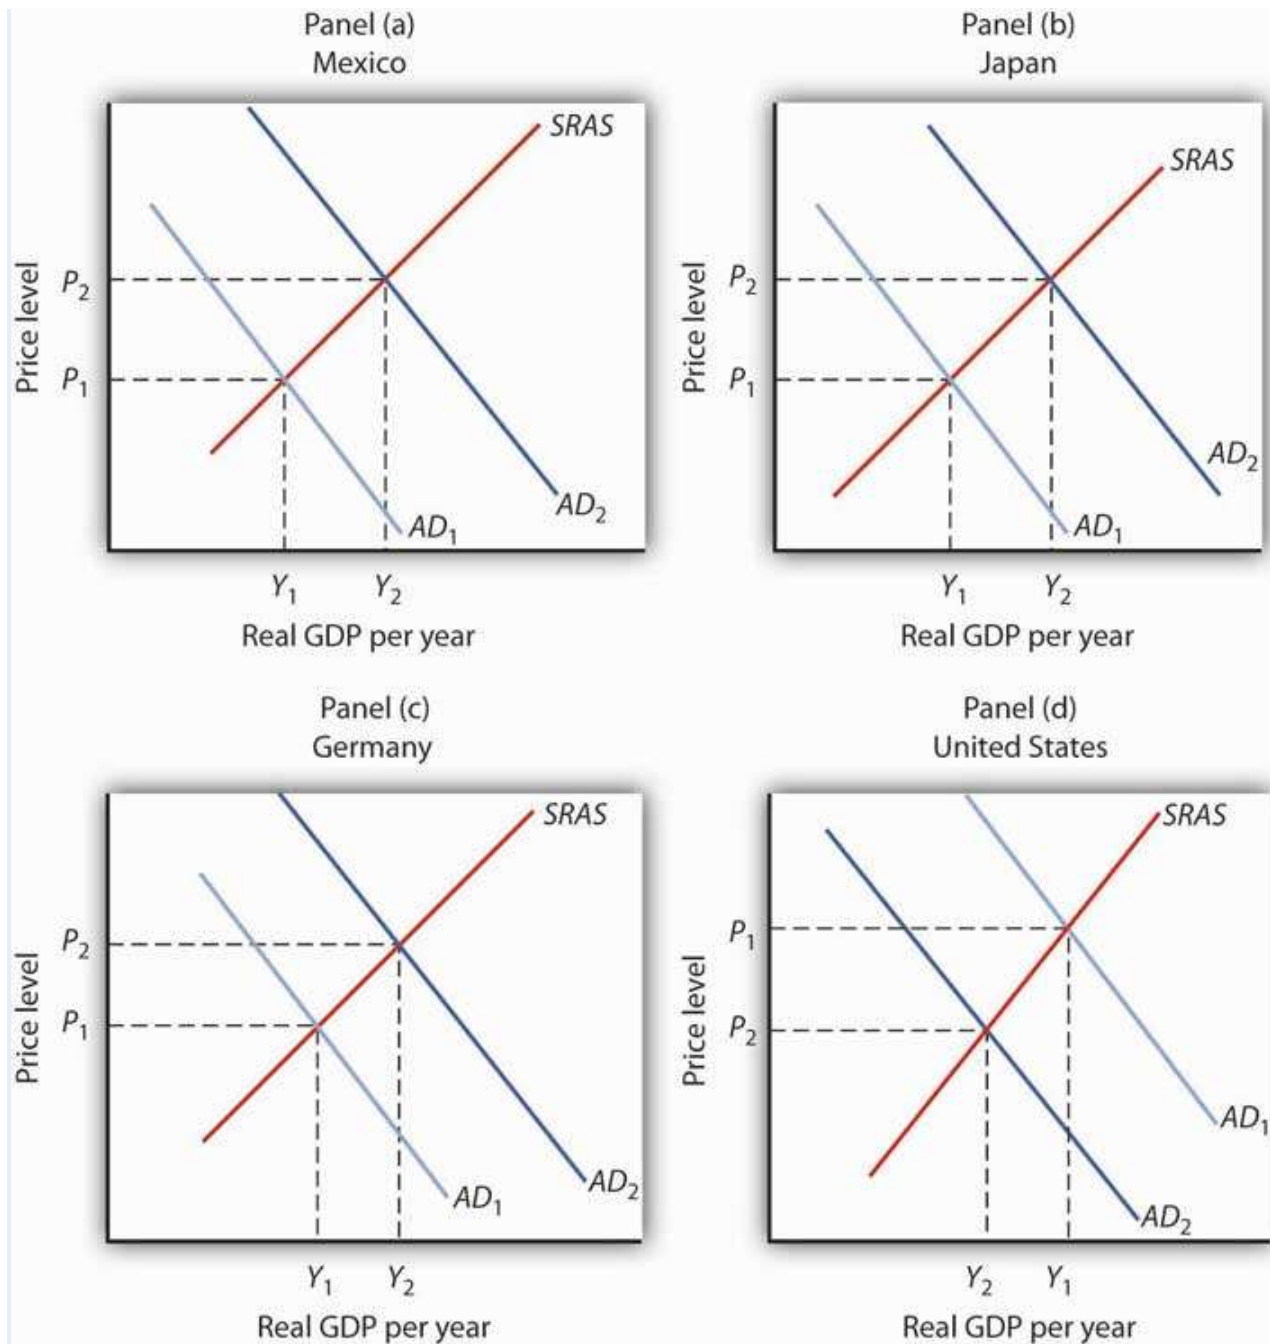 Panel (a)
Mexico
SRAS
Price level
P2
P1
AD2
AD1
Y1 Y2
Real GDP per year
Panel (b)
Japan
SRAS
Price level
P2
P1
AD2
AD1
Y1 Y2
Real GDP per year
Panel (c)
Germany
SRAS
Price level
P2
P1
AD2
AD1
Y1 Y2
Real GDP per year
Panel (d)
United States
SRAS
Price level
P1
P2
AD1
AD2
Y2 Y1
Real GDP per year